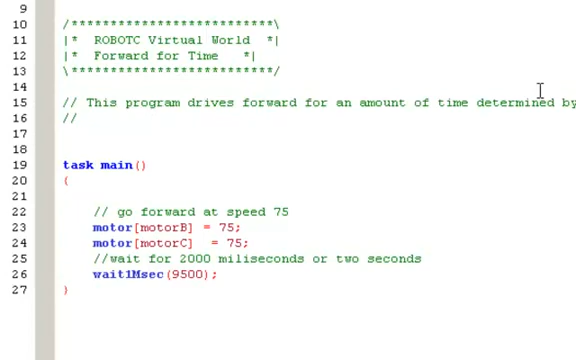 9
10 /**************************\
11 |*  ROBOTC Virtual World  *|
12 |*  Forward for Time   *|
13 \**************************/
14
15 // This program drives forward for an amount of time determined by
16 //
17
18
19 task main()
20 {
21
22 // go forward at speed 75
23 motor[motorB] = 75;
24 motor[motorC]  = 75;
25 //wait for 2000 miliseconds or two seconds
26 wait1Msec(9500);
27 }